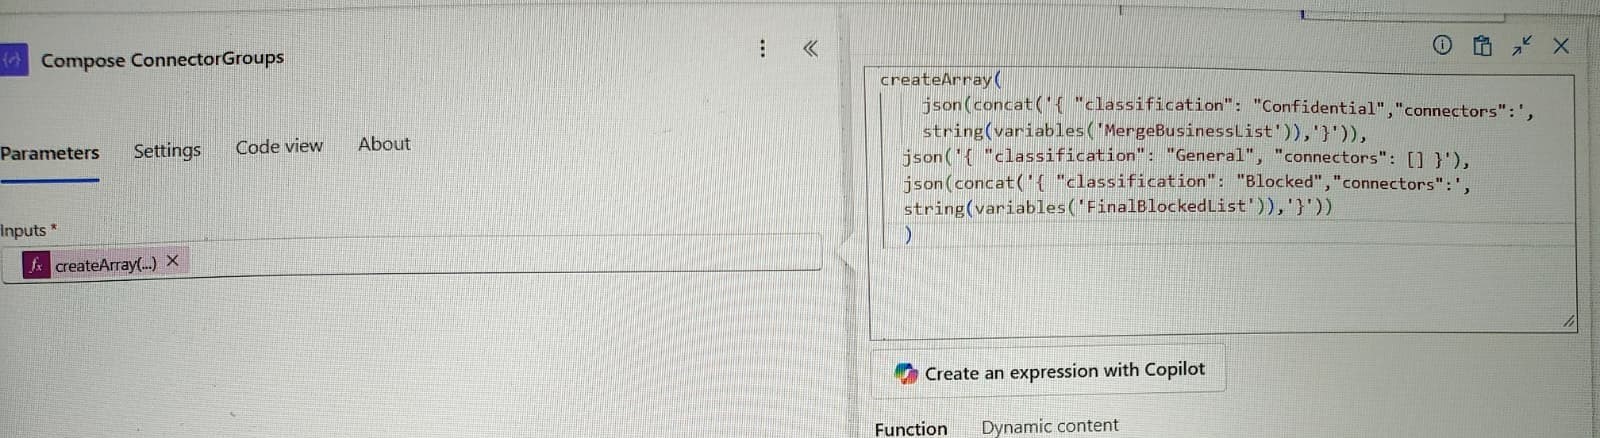 Compose ConnectorGroups
Parameters
Settings
Code view
About
Inputs *
fx createArray(...) ×
createArray(
json(concat('{ "classification": "Confidential","connectors":',
string(variables('MergeBusinessList')),'}')),
json('{ "classification": "General", "connectors": [] }'),
json(concat('{ "classification": "Blocked","connectors":',
string(variables('FinalBlockedList')),'}'))
)
Create an expression with Copilot
Function
Dynamic content